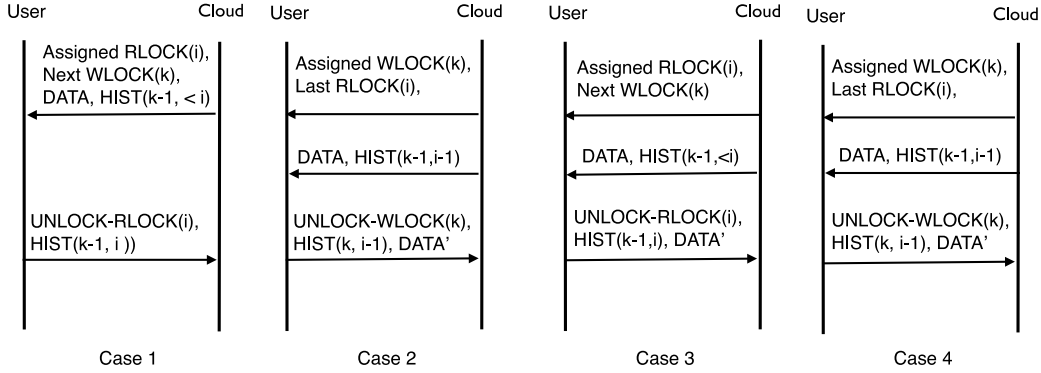 User Cloud
Assigned RLOCK(i),
Next WLOCK(k),
DATA, HIST(k-1, < i)
UNLOCK-RLOCK(i),
HIST(k-1, i ))
Case 1
User Cloud
Assigned WLOCK(k),
Last RLOCK(i),
DATA, HIST(k-1,i-1)
UNLOCK-WLOCK(k),
HIST(k, i-1), DATA’
Case 2
User Cloud
Assigned RLOCK(i),
Next WLOCK(k)
DATA, HIST(k-1,<i)
UNLOCK-RLOCK(i),
HIST(k-1,i), DATA’
Case 3
User Cloud
Assigned WLOCK(k),
Last RLOCK(i),
DATA, HIST(k-1,i-1)
UNLOCK-WLOCK(k),
HIST(k, i-1), DATA’
Case 4